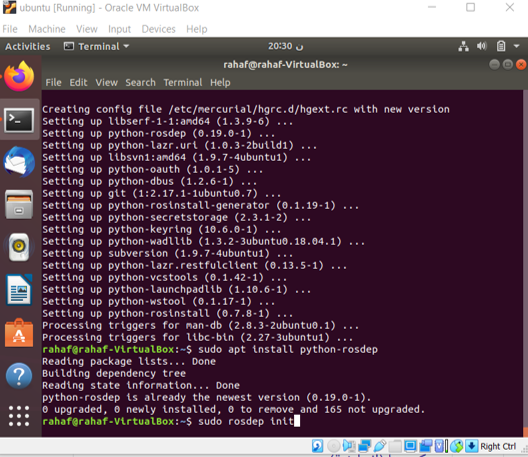 ubuntu [Running] - Oracle VM VirtualBox
File Machine View Input Devices Help
Activities Terminal 20:30 ن
rahaf@rahaf-VirtualBox: ~
File Edit View Search Terminal Help
Creating config file /etc/mercurial/hgrc.d/hgext.rc with new version
Setting up libserf-1-1:amd64 (1.3.9-6) ...
Setting up python-rosdep (0.19.0-1) ...
Setting up python-lazr.uri (1.0.3-2build1) ...
Setting up libsvn1:amd64 (1.9.7-4ubuntu1) ...
Setting up python-oauth (1.0.1-5) ...
Setting up python-dbus (1.2.6-1) ...
Setting up git (1:2.17.1-1ubuntu0.7) ...
Setting up python-rosinstall-generator (0.1.19-1) ...
Setting up python-secretstorage (2.3.1-2) ...
Setting up python-keyring (10.6.0-1) ...
Setting up python-wadllib (1.3.2-3ubuntu0.18.04.1) ...
Setting up subversion (1.9.7-4ubuntu1) ...
Setting up python-lazr.restfulclient (0.13.5-1) ...
Setting up python-vcstools (0.1.42-1) ...
Setting up python-launchpadlib (1.10.6-1) ...
Setting up python-wstool (0.1.17-1) ...
Setting up python-rosinstall (0.7.8-1) ...
Processing triggers for man-db (2.8.3-2ubuntu0.1) ...
Processing triggers for libc-bin (2.27-3ubuntu1) ...
rahaf@rahaf-VirtualBox:~$ sudo apt install python-rosdep
Reading package lists... Done
Building dependency tree
Reading state information... Done
python-rosdep is already the newest version (0.19.0-1).
0 upgraded, 0 newly installed, 0 to remove and 165 not upgraded.
rahaf@rahaf-VirtualBox:~$ sudo rosdep init
Right Ctrl